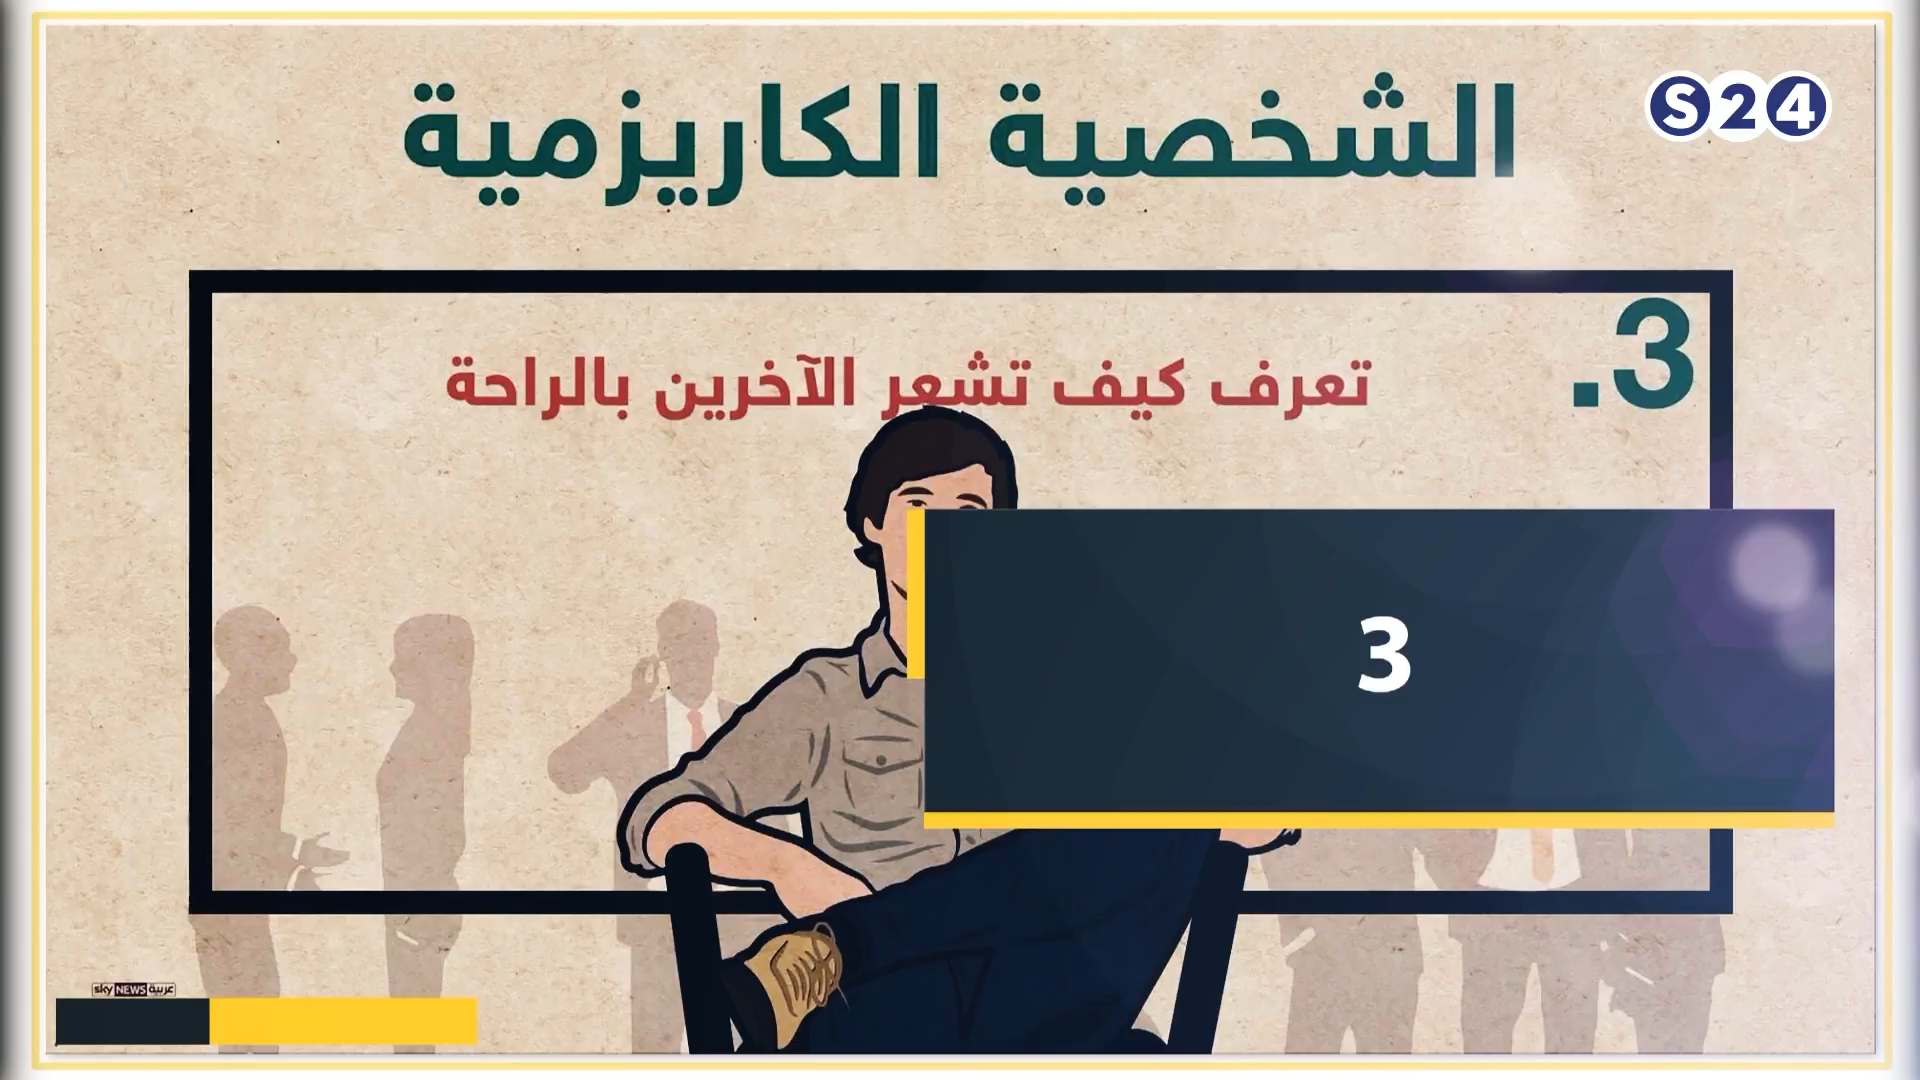 الشخصية الكاريزمية
S24
3.
تعرف كيف تشعر الآخرين بالراحة
3
sky NEWS عربية